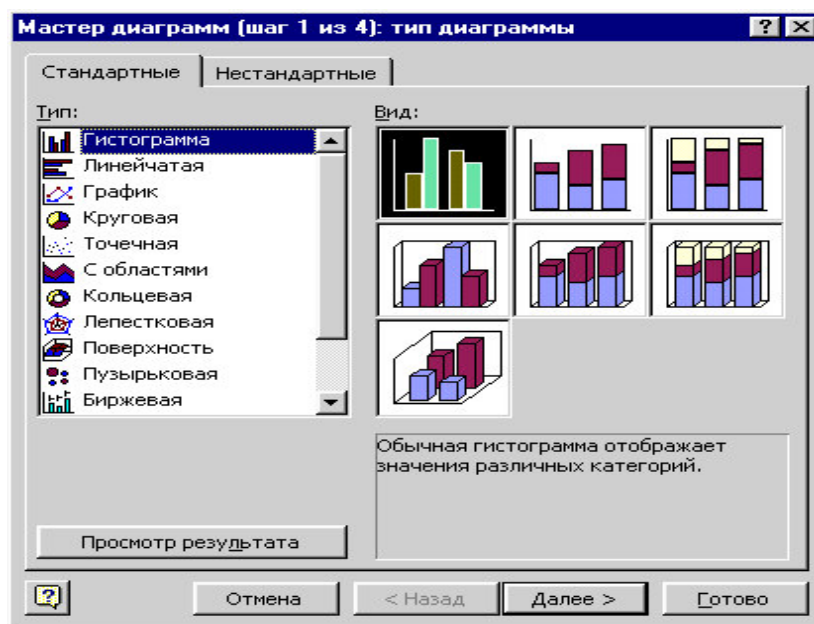 Мастер диаграмм (шаг 1 из 4): тип диаграммы
Стандартные
Нестандартные
Тип:
Вид:
Гистограмма
Линейчатая
График
Круговая
Точечная
С областями
Кольцевая
Лепестковая
Поверхность
Пузырьковая
Биржевая
Обычная гистограмма отображает
значения различных категорий.
Просмотр результата
Отмена
< Назад
Далее >
Готово